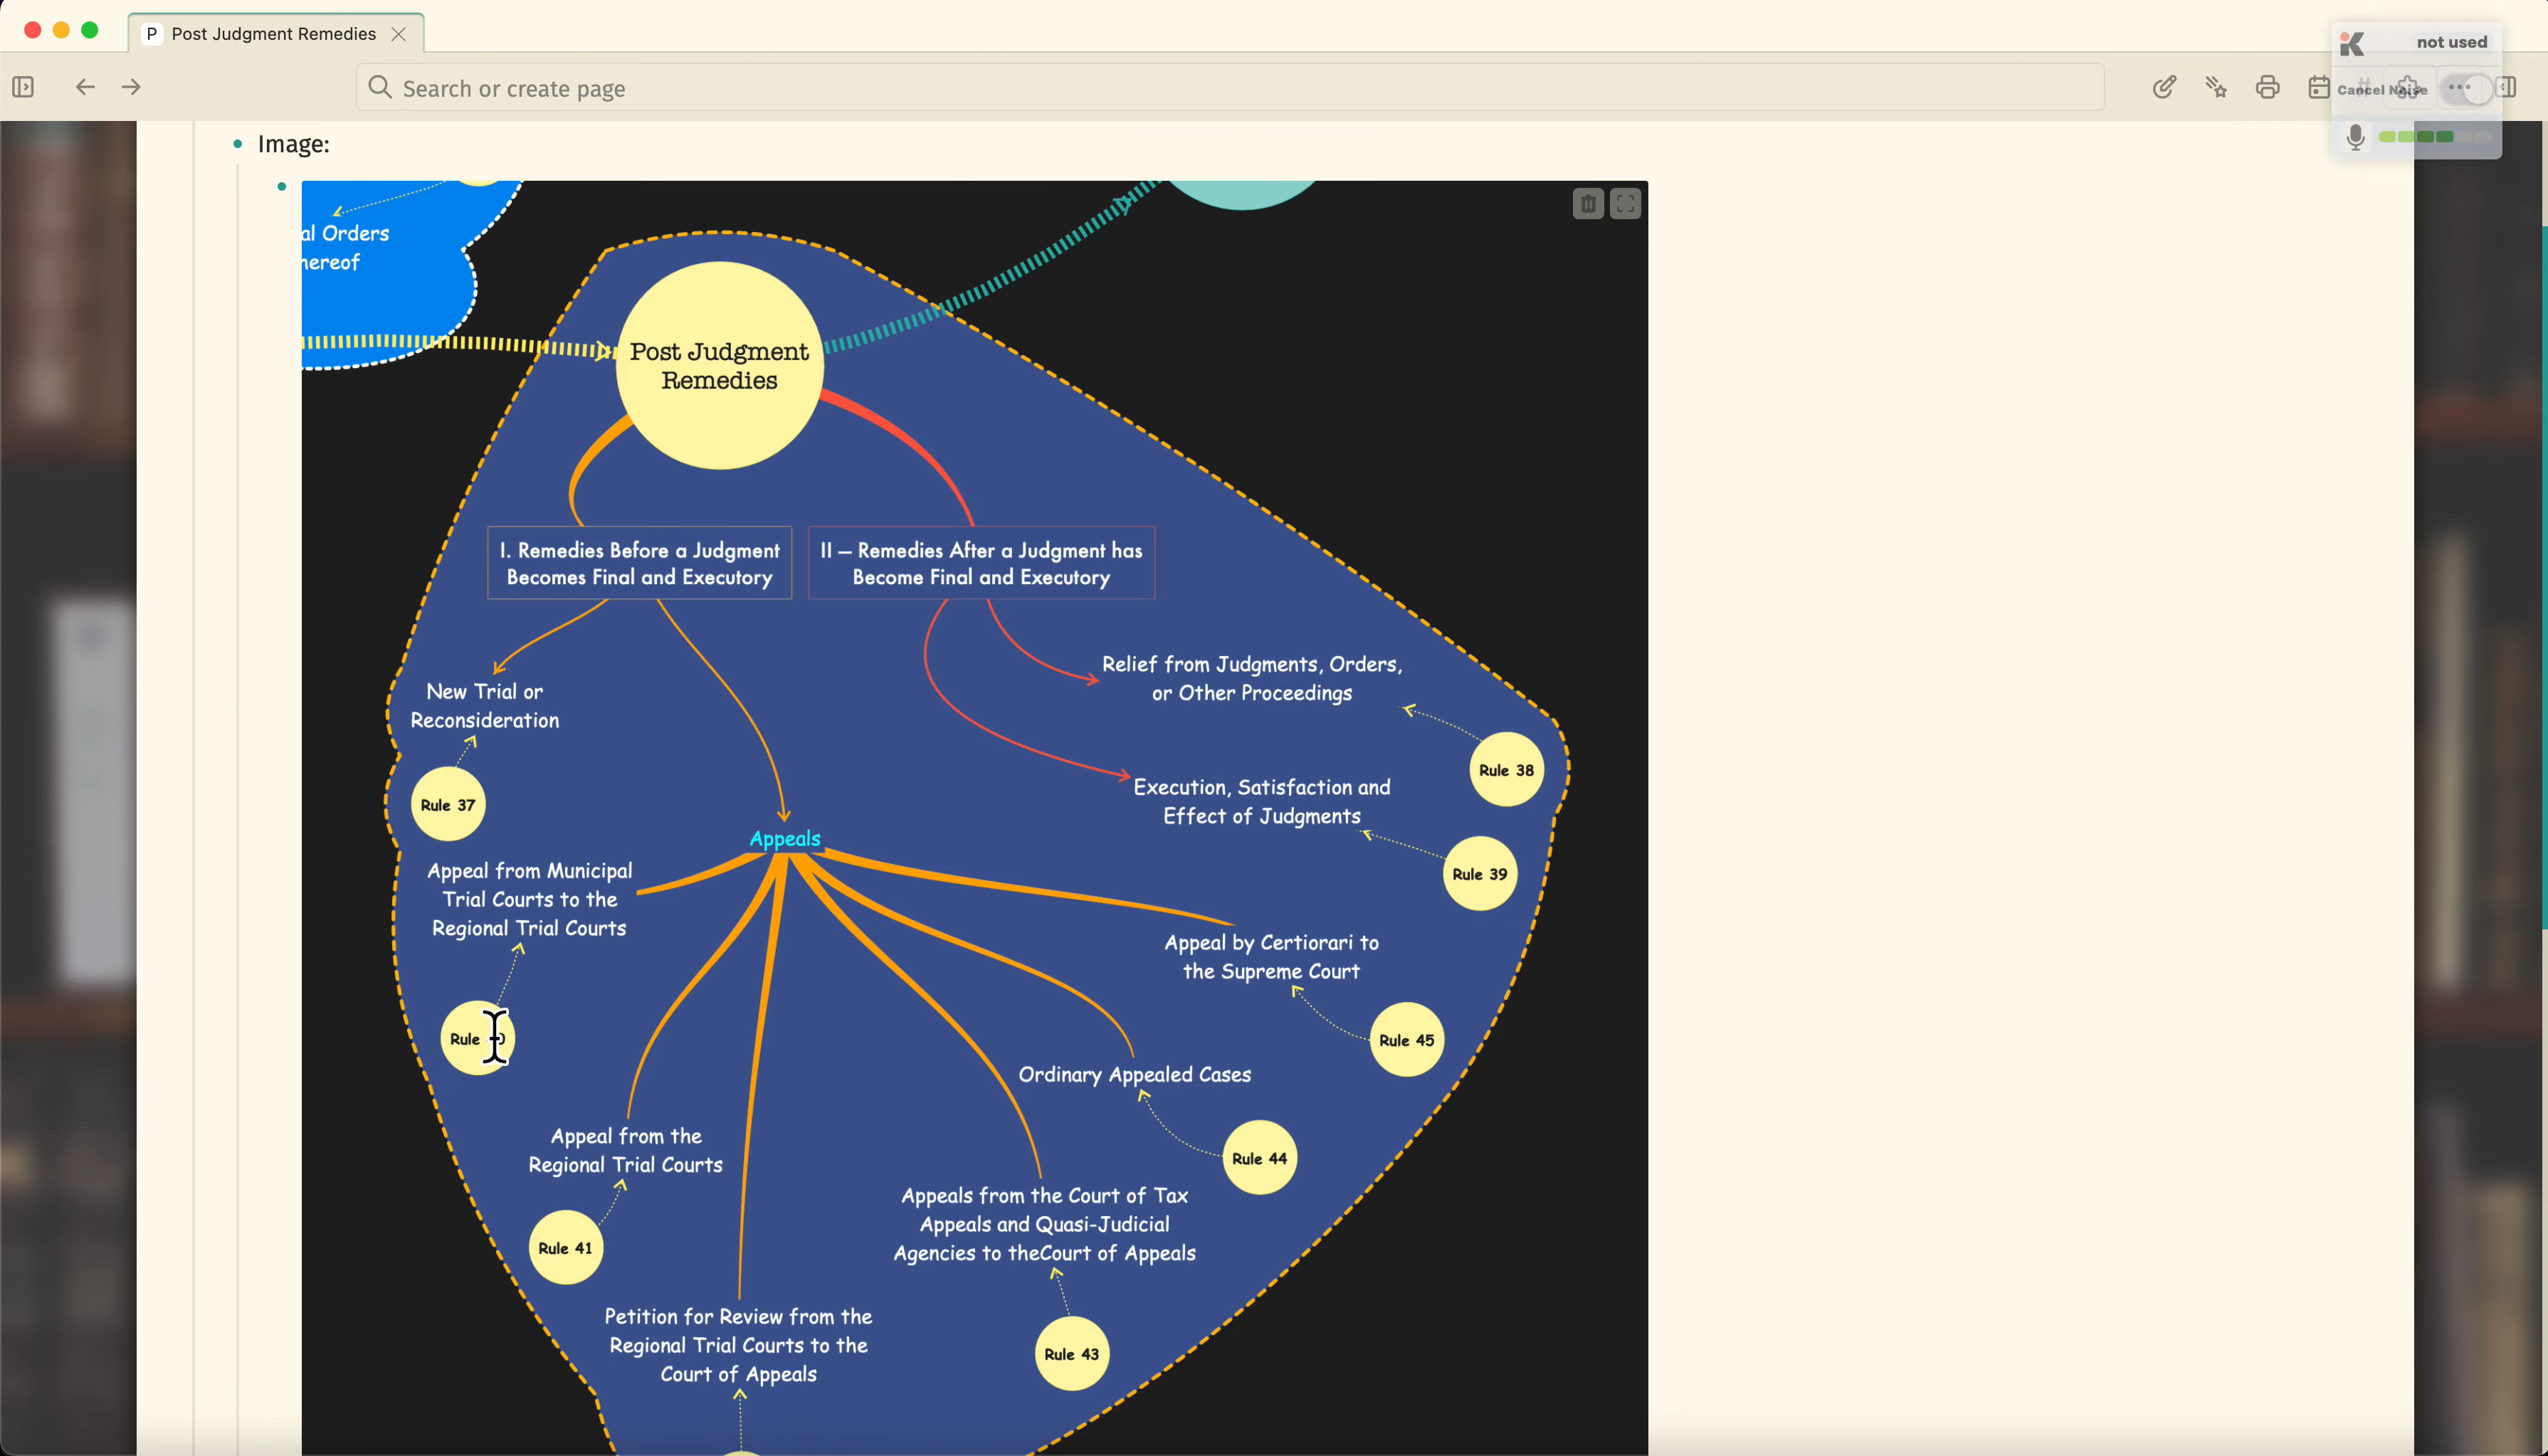 P Post Judgment Remedies
not used
Search or create page
Cancel Noise
Image:
al Orders
hereof
Post Judgment
Remedies
I. Remedies Before a Judgment
Becomes Final and Executory
II — Remedies After a Judgment has
Become Final and Executory
Relief from Judgments, Orders,
or Other Proceedings
New Trial or
Reconsideration
Rule 38
Rule 37
Execution, Satisfaction and
Effect of Judgments
Appeals
Rule 39
Appeal from Municipal
Trial Courts to the
Regional Trial Courts
Appeal by Certiorari to
the Supreme Court
Rule
Rule 45
Ordinary Appealed Cases
Appeal from the
Regional Trial Courts
Rule 44
Appeals from the Court of Tax
Appeals and Quasi-Judicial
Agencies to theCourt of Appeals
Rule 41
Petition for Review from the
Regional Trial Courts to the
Court of Appeals
Rule 43